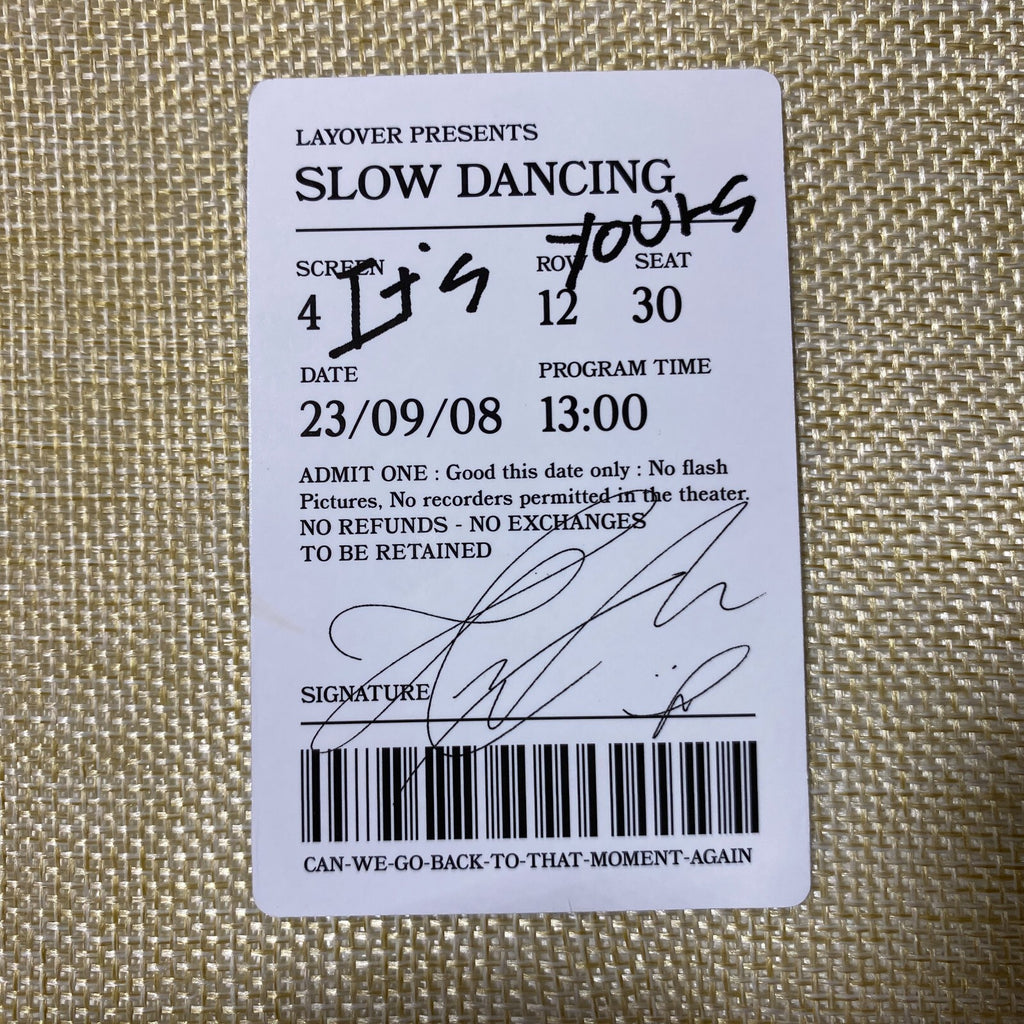 LAYOVER PRESENTS
SLOW DANCING
It's yours
SCREEN ROW SEAT
4 12 30
DATE PROGRAM TIME
23/09/08 13:00
ADMIT ONE : Good this date only : No flash
Pictures, No recorders permitted in the theater.
NO REFUNDS - NO EXCHANGES
TO BE RETAINED
SIGNATURE
CAN-WE-GO-BACK-TO-THAT-MOMENT-AGAIN